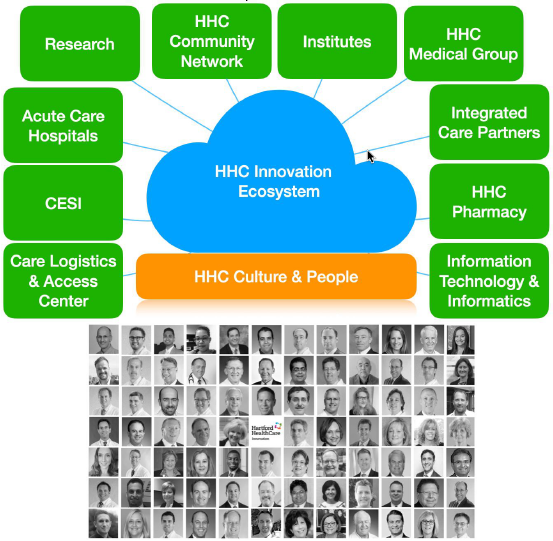 Research
HHC
Community
Network
Institutes
HHC
Medical Group
Acute Care
Hospitals
Integrated
Care Partners
HHC Innovation
Ecosystem
CESI
HHC
Pharmacy
Care Logistics
& Access
Center
HHC Culture & People
Information
Technology &
Informatics
Hartford
HealthCare
Innovation